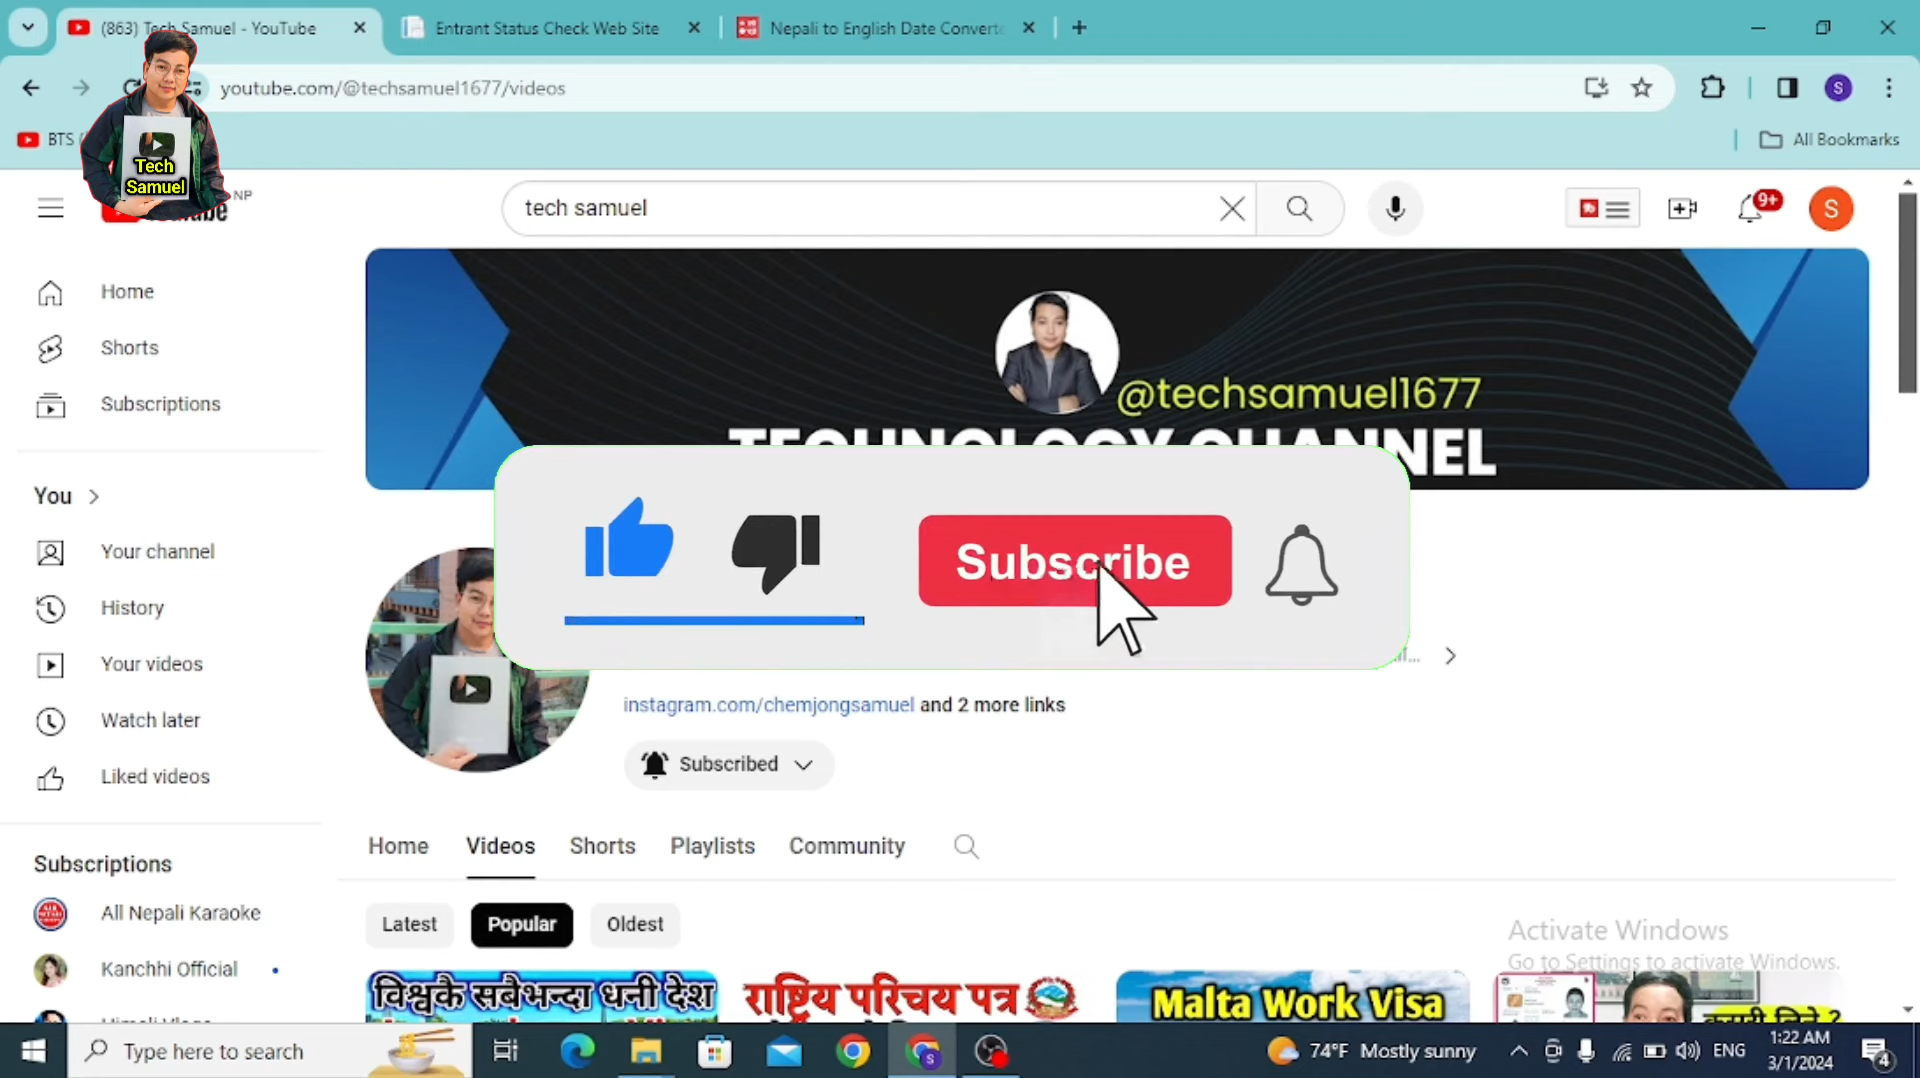 (863) Tech Samuel - YouTube
Entrant Status Check Web Site
Nepali to English Date Converte
youtube.com/@techsamuel1677/videos
S
BTS
All Bookmarks
Tech
Samuel
NP
tech samuel
9+
S
Home
Shorts
Subscriptions
@techsamuel1677
TECHNOLOGY CHANNEL
You
Your channel
History
Your videos
Watch later
Liked videos
Subscribe
instagram.com/chemjongsamuel and 2 more links
Subscribed
Home
Videos
Shorts
Playlists
Community
Subscriptions
All Nepali Karaoke
Kanchhi Official
Latest
Popular
Oldest
विश्वकै सबैभन्दा धनी देश
राष्ट्रिय परिचय पत्र
Malta Work Visa
Activate Windows
Go to Settings to activate Windows.
Type here to search
74°F Mostly sunny
ENG
1:22 AM
3/1/2024
4